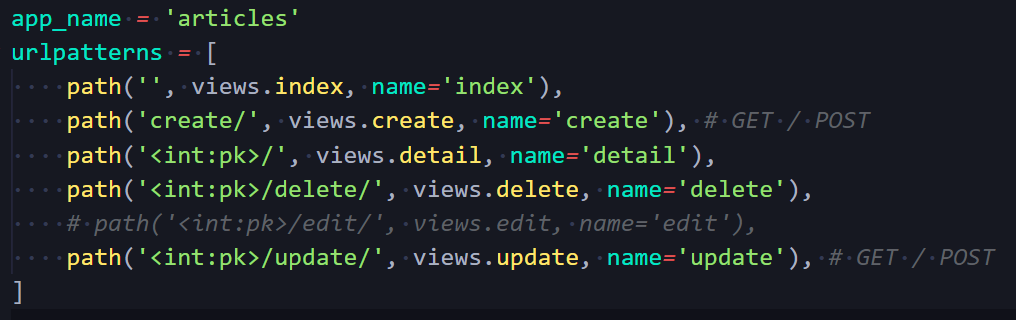 app_name = 'articles'
urlpatterns = [
    path('', views.index, name='index'),
    path('create/', views.create, name='create'), # GET / POST
    path('<int:pk>/', views.detail, name='detail'),
    path('<int:pk>/delete/', views.delete, name='delete'),
    # path('<int:pk>/edit/', views.edit, name='edit'),
    path('<int:pk>/update/', views.update, name='update'), # GET / POST
]